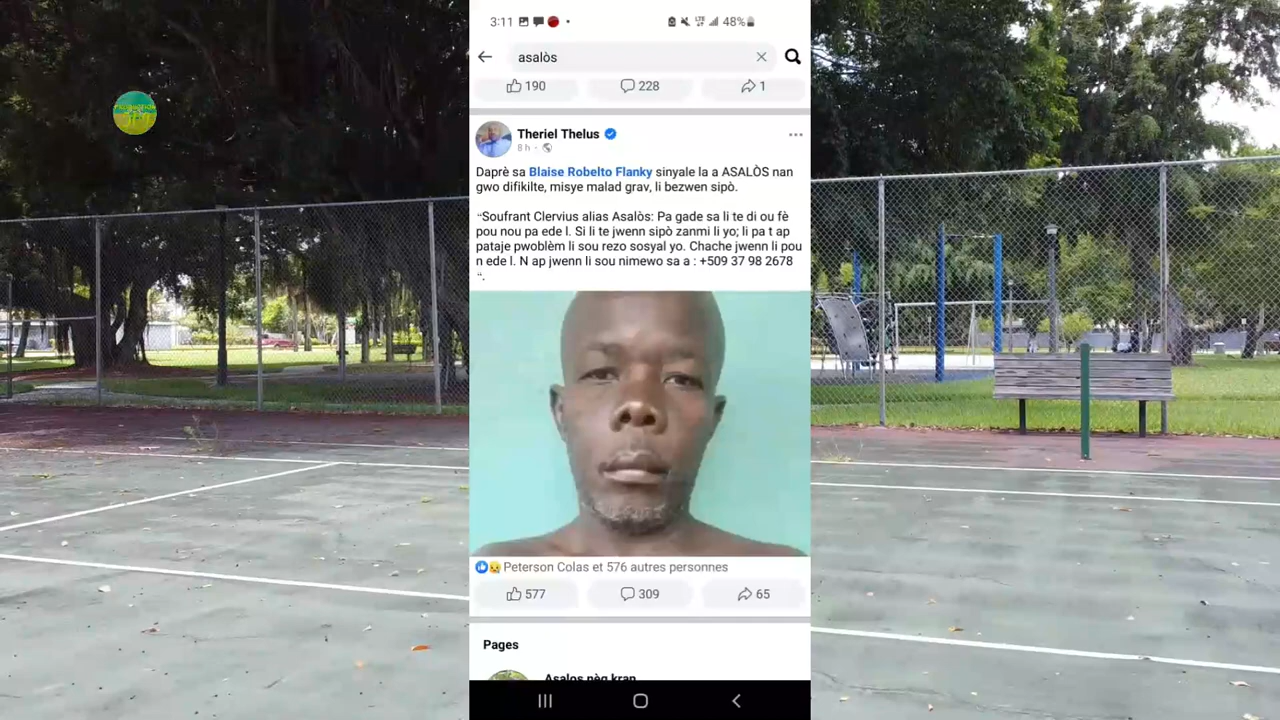 3:11
LTE
48%
asalòs
190
228
1
Theriel Thelus
8 h
Daprè sa Blaise Robelto Flanky sinyale la a ASALÒS nan
gwo difikilte, misye malad grav, li bezwen sipò.
“Soufrant Clervius alias Asalòs: Pa gade sa li te di ou fè
pou nou pa ede l. Si li te jwenn sipò zanmi li yo; li pa t ap
pataje pwoblèm li sou rezo sosyal yo. Chache jwenn li pou
n ede l. N ap jwenn li sou nimewo sa a : +509 37 98 2678
“.
Peterson Colas et 576 autres personnes
577
309
65
Pages
Asalos nèg kran